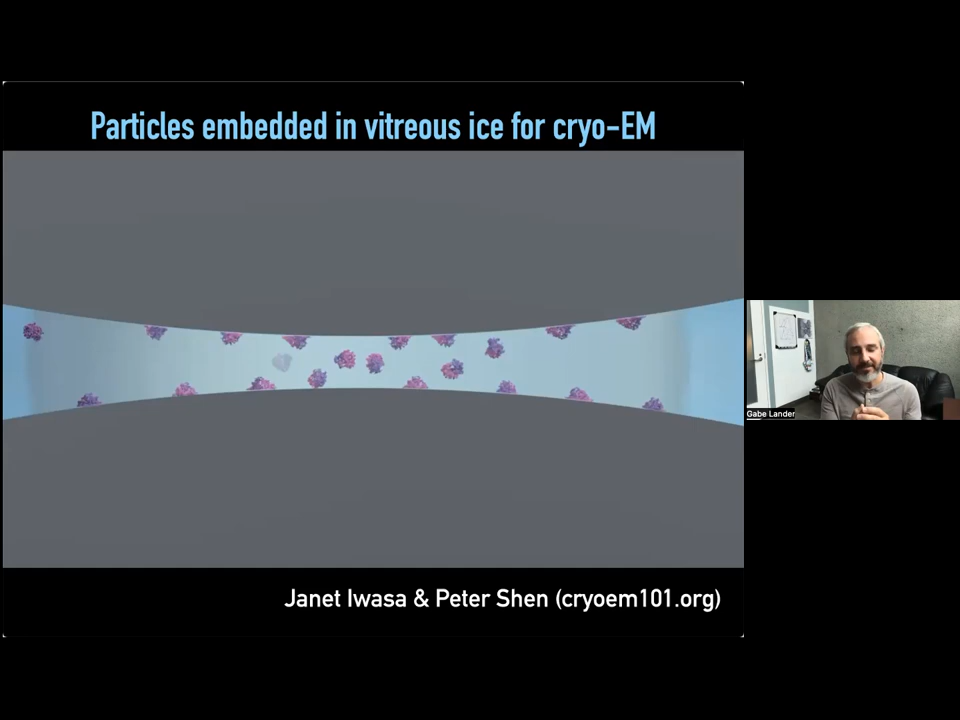 Particles embedded in vitreous ice for cryo-EM
Gabe Lander
Janet Iwasa & Peter Shen (cryoem101.org)